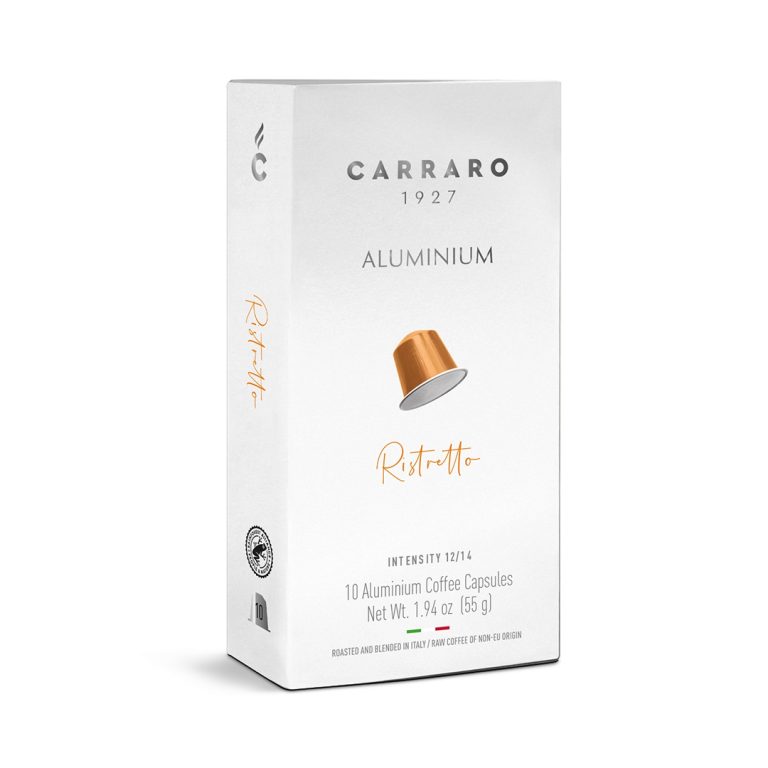 CARRARO
1927
ALUMINIUM
Ristretto
INTENSITY 12/14
10 Aluminium Coffee Capsules
Net Wt. 1.94 oz (55 g)
ROASTED AND BLENDED IN ITALY / RAW COFFEE OF NON-EU ORIGIN
C
Ristretto
10